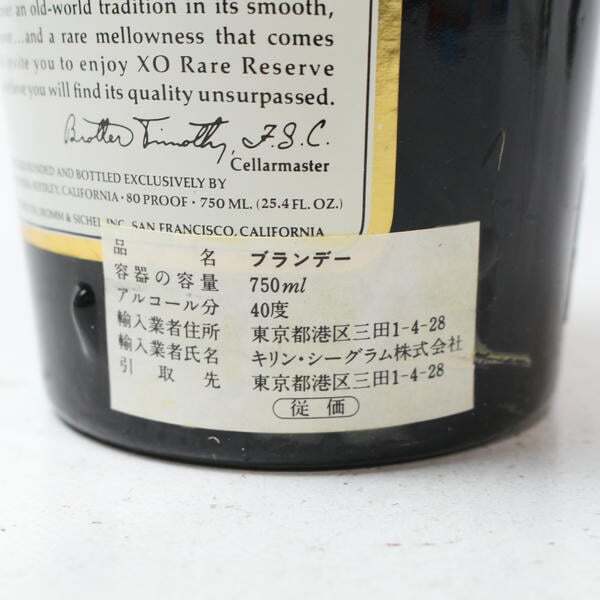 an old-world tradition in its smooth,
...and a rare mellowness that comes
you to enjoy XO Rare Reserve
you will find its quality unsurpassed.
Brother Timothy, F.S.C.
Cellarmaster
BLENDED AND BOTTLED EXCLUSIVELY BY
REEDLEY, CALIFORNIA · 80 PROOF · 750 ML. (25.4 FL. OZ.)
FROMM & SICHEL, INC. SAN FRANCISCO, CALIFORNIA
品名 ブランデー
容器の容量 750ml
アルコール分 40度
輸入業者住所 東京都港区三田1-4-28
輸入業者氏名 キリン・シーグラム株式会社
引取先 東京都港区三田1-4-28
従価